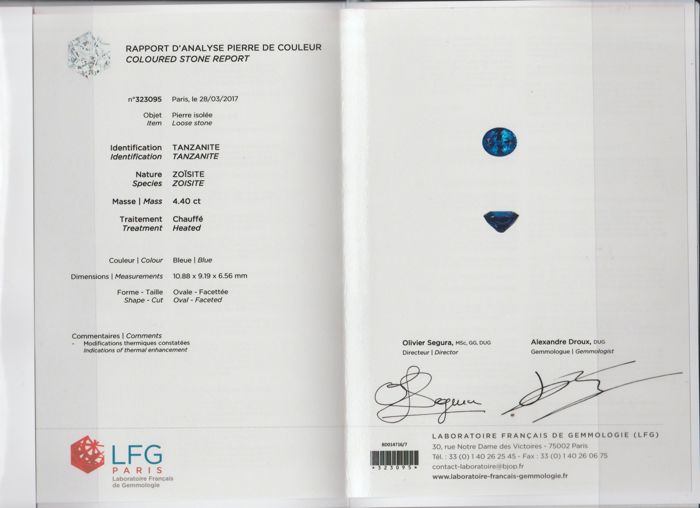 RAPPORT D'ANALYSE PIERRE DE COULEUR
COLOURED STONE REPORT
n°323095 Paris, le 28/03/2017
Objet Pierre isolée
Item Loose stone
Identification TANZANITE
Identification TANZANITE
Nature ZOÏSITE
Species ZOISITE
Masse | Mass 4.40 ct
Traitement Chauffé
Treatment Heated
Couleur | Colour Bleue | Blue
Dimensions | Measurements 10.88 x 9.19 x 6.56 mm
Forme - Taille Ovale - Facettée
Shape - Cut Oval - Faceted
Commentaires | Comments
- Modifications thermiques constatées
Indications of thermal enhancement
LFG
PARIS
Laboratoire Français
de Gemmologie
Olivier Segura, MSc, GG, DUG
Directeur | Director
Alexandre Droux, DUG
Gemmologue | Gemmologist
Segura
BD014716/7
*323095*
LABORATOIRE FRANÇAIS DE GEMMOLOGIE (LFG)
30, rue Notre Dame des Victoires - 75002 Paris
Tél : 33 (0) 1 40 26 25 45 - Fax : 33 (0) 1 40 26 06 75
contact-laboratoire@bjop.fr
www.laboratoire-francais-gemmologie.fr